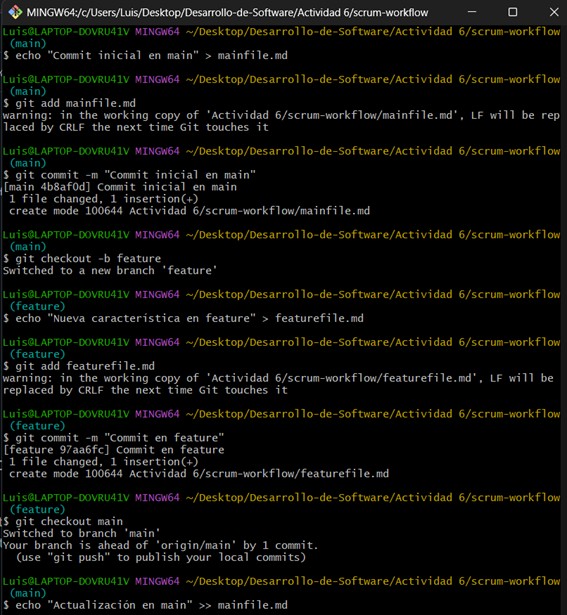 MINGW64:/c/Users/Luis/Desktop/Desarrollo-de-Software/Actividad 6/scrum-workflow
Luis@LAPTOP-DOVRU41V MINGW64 ~/Desktop/Desarrollo-de-Software/Actividad 6/scrum-workflow
(main)
$ echo "Commit inicial en main" > mainfile.md
Luis@LAPTOP-DOVRU41V MINGW64 ~/Desktop/Desarrollo-de-Software/Actividad 6/scrum-workflow
(main)
$ git add mainfile.md
warning: in the working copy of 'Actividad 6/scrum-workflow/mainfile.md', LF will be rep
laced by CRLF the next time Git touches it
Luis@LAPTOP-DOVRU41V MINGW64 ~/Desktop/Desarrollo-de-Software/Actividad 6/scrum-workflow
(main)
$ git commit -m "Commit inicial en main"
[main 4b8af0d] Commit inicial en main
1 file changed, 1 insertion(+)
create mode 100644 Actividad 6/scrum-workflow/mainfile.md
Luis@LAPTOP-DOVRU41V MINGW64 ~/Desktop/Desarrollo-de-Software/Actividad 6/scrum-workflow
(main)
$ git checkout -b feature
Switched to a new branch 'feature'
Luis@LAPTOP-DOVRU41V MINGW64 ~/Desktop/Desarrollo-de-Software/Actividad 6/scrum-workflow
(feature)
$ echo "Nueva característica en feature" > featurefile.md
Luis@LAPTOP-DOVRU41V MINGW64 ~/Desktop/Desarrollo-de-Software/Actividad 6/scrum-workflow
(feature)
$ git add featurefile.md
warning: in the working copy of 'Actividad 6/scrum-workflow/featurefile.md', LF will be
replaced by CRLF the next time Git touches it
Luis@LAPTOP-DOVRU41V MINGW64 ~/Desktop/Desarrollo-de-Software/Actividad 6/scrum-workflow
(feature)
$ git commit -m "Commit en feature"
[feature 97aa6fc] Commit en feature
1 file changed, 1 insertion(+)
create mode 100644 Actividad 6/scrum-workflow/featurefile.md
Luis@LAPTOP-DOVRU41V MINGW64 ~/Desktop/Desarrollo-de-Software/Actividad 6/scrum-workflow
(feature)
$ git checkout main
Switched to branch 'main'
Your branch is ahead of 'origin/main' by 1 commit.
(use "git push" to publish your local commits)
Luis@LAPTOP-DOVRU41V MINGW64 ~/Desktop/Desarrollo-de-Software/Actividad 6/scrum-workflow
(main)
$ echo "Actualización en main" >> mainfile.md